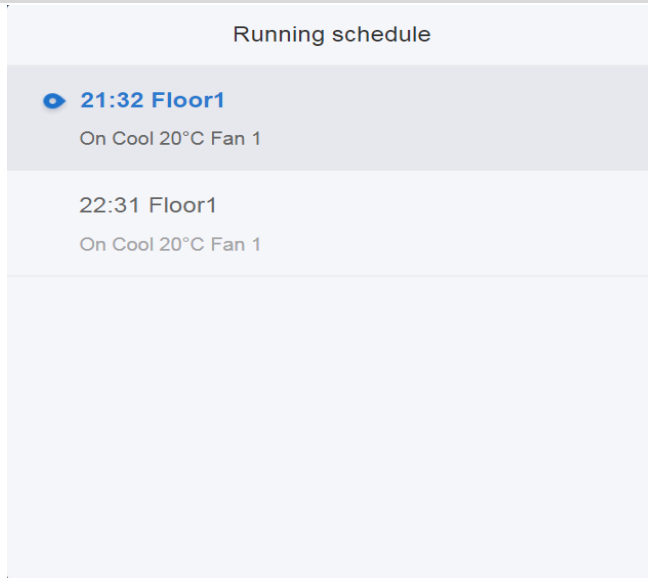 Running schedule
21:32 Floor1
On Cool 20°C Fan 1
22:31 Floor1
On Cool 20°C Fan 1